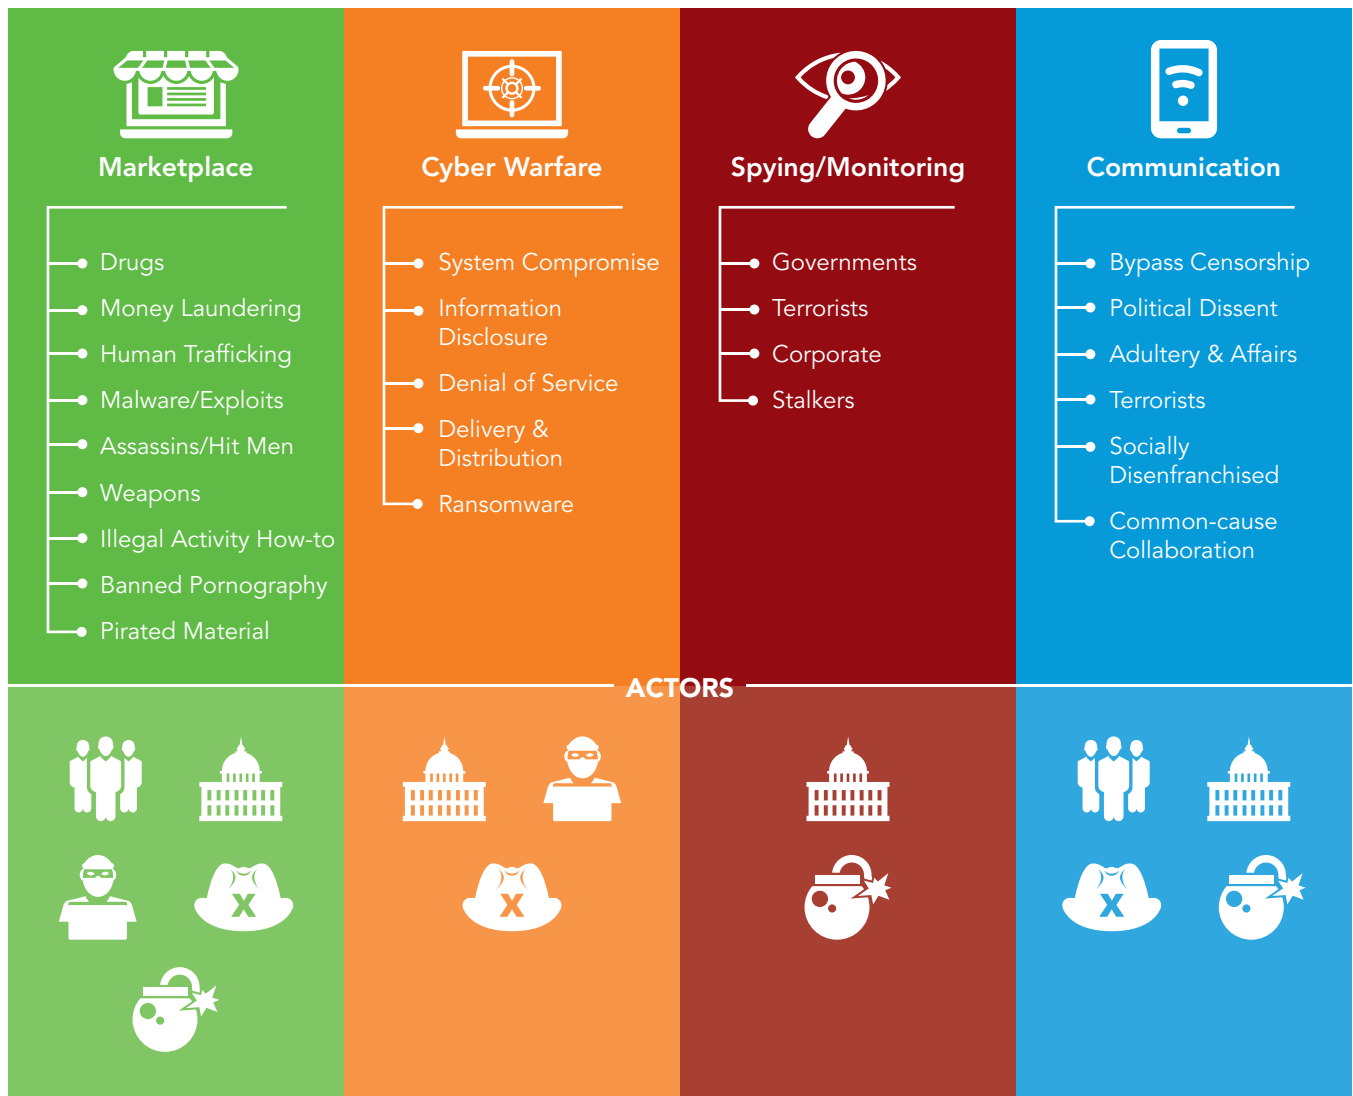 Marketplace
Drugs
Money Laundering
Human Trafficking
Malware/Exploits
Assassins/Hit Men
Weapons
Illegal Activity How-to
Banned Pornography
Pirated Material
Cyber Warfare
System Compromise
Information
Disclosure
Denial of Service
Delivery &
Distribution
Ransomware
Spying/Monitoring
Governments
Terrorists
Corporate
Stalkers
Communication
Bypass Censorship
Political Dissent
Adultery & Affairs
Terrorists
Socially
Disenfranchised
Common-cause
Collaboration
ACTORS
X
X
X